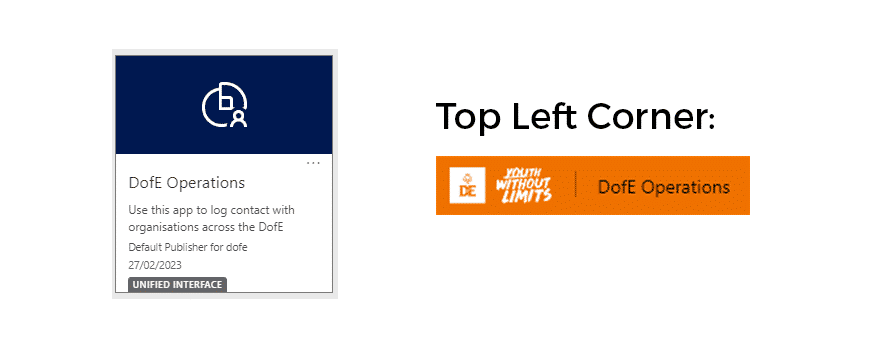 DofE Operations
Use this app to log contact with
organisations across the DofE
Default Publisher for dofe
27/02/2023
UNIFIED INTERFACE
Top Left Corner:
DE
YOUTH
WITHOUT
LIMITS
DofE Operations